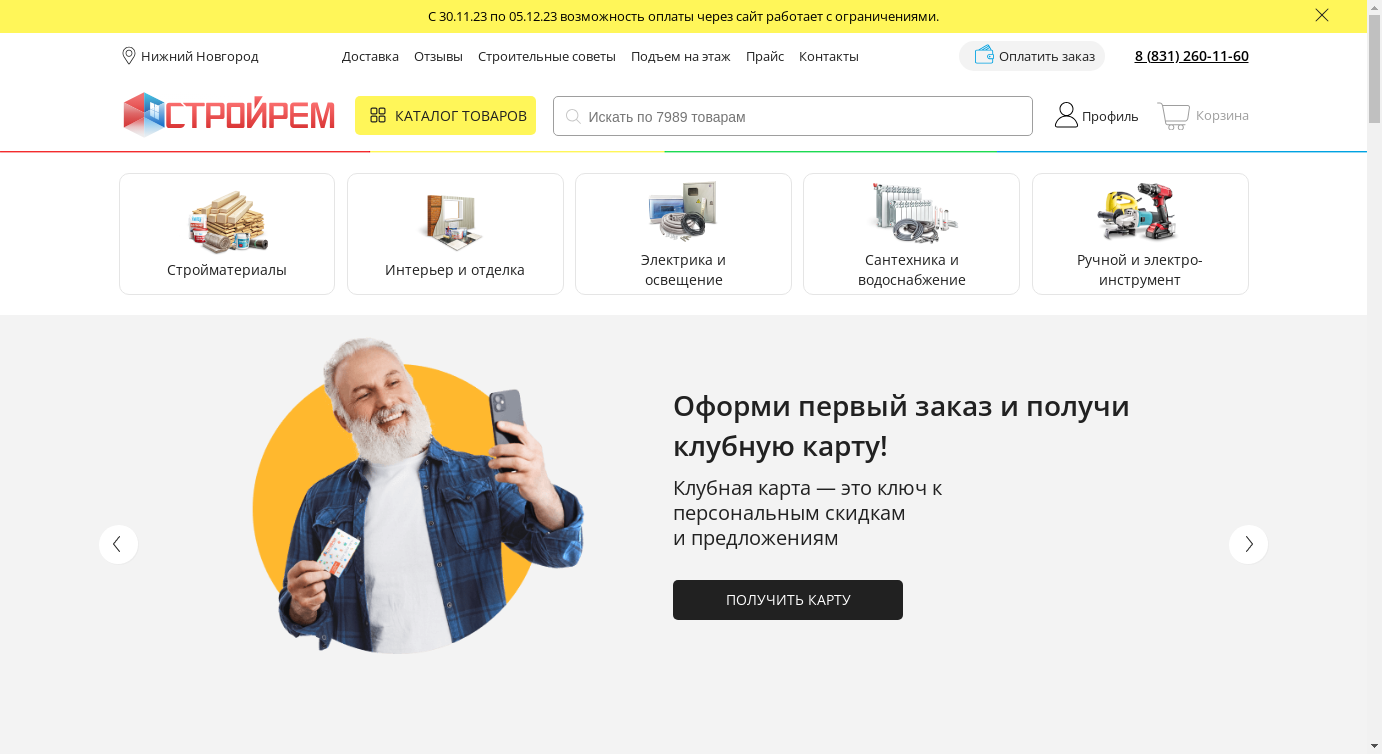 С 30.11.23 по 05.12.23 возможность оплаты через сайт работает с ограничениями.
Нижний Новгород
Доставка Отзывы Строительные советы Подъем на этаж Прайс Контакты
Оплатить заказ
8 (831) 260-11-60
СТРОЙРЕМ
КАТАЛОГ ТОВАРОВ
Искать по 7989 товарам
Профиль
Корзина
Стройматериалы
Интерьер и отделка
Электрика и
освещение
Сантехника и
водоснабжение
Ручной и электро-
инструмент
Оформи первый заказ и получи
клубную карту!
Клубная карта — это ключ к
персональным скидкам
и предложениям
ПОЛУЧИТЬ КАРТУ